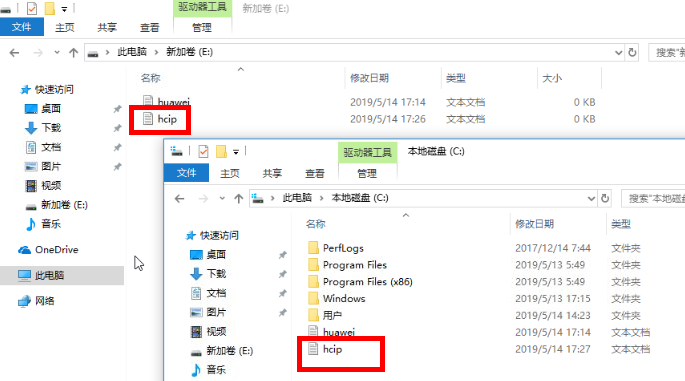 驱动器工具 新加卷 (E:)
文件 主页 共享 查看 管理
此电脑 新加卷 (E:) 搜索"新
名称 修改日期 类型 大小
快速访问
桌面
下载
文档
图片
视频
新加卷 (E:)
音乐
OneDrive
此电脑
网络
huawei 2019/5/14 17:14 文本文档 0 KB
hcip 2019/5/14 17:26 文本文档 0 KB
驱动器工具 本地磁盘 (C:)
文件 主页 共享 查看 管理
此电脑 本地磁盘 (C:) 搜索"本地磁盘
名称 修改日期 类型
快速访问
桌面
下载
文档
图片
视频
新加卷 (E:)
音乐
PerfLogs 2017/12/14 7:44 文件夹
Program Files 2019/5/13 5:49 文件夹
Program Files (x86) 2019/5/13 5:49 文件夹
Windows 2019/5/13 17:15 文件夹
用户 2019/5/14 14:23 文件夹
huawei 2019/5/14 17:14 文本文档
hcip 2019/5/14 17:27 文本文档